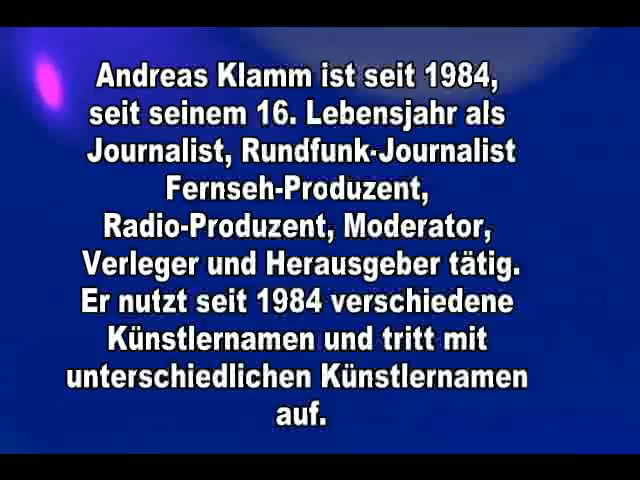 Andreas Klamm ist seit 1984,
seit seinem 16. Lebensjahr als
Journalist, Rundfunk-Journalist
Fernseh-Produzent,
Radio-Produzent, Moderator,
Verleger und Herausgeber tätig.
Er nutzt seit 1984 verschiedene
Künstlernamen und tritt mit
unterschiedlichen Künstlernamen
auf.